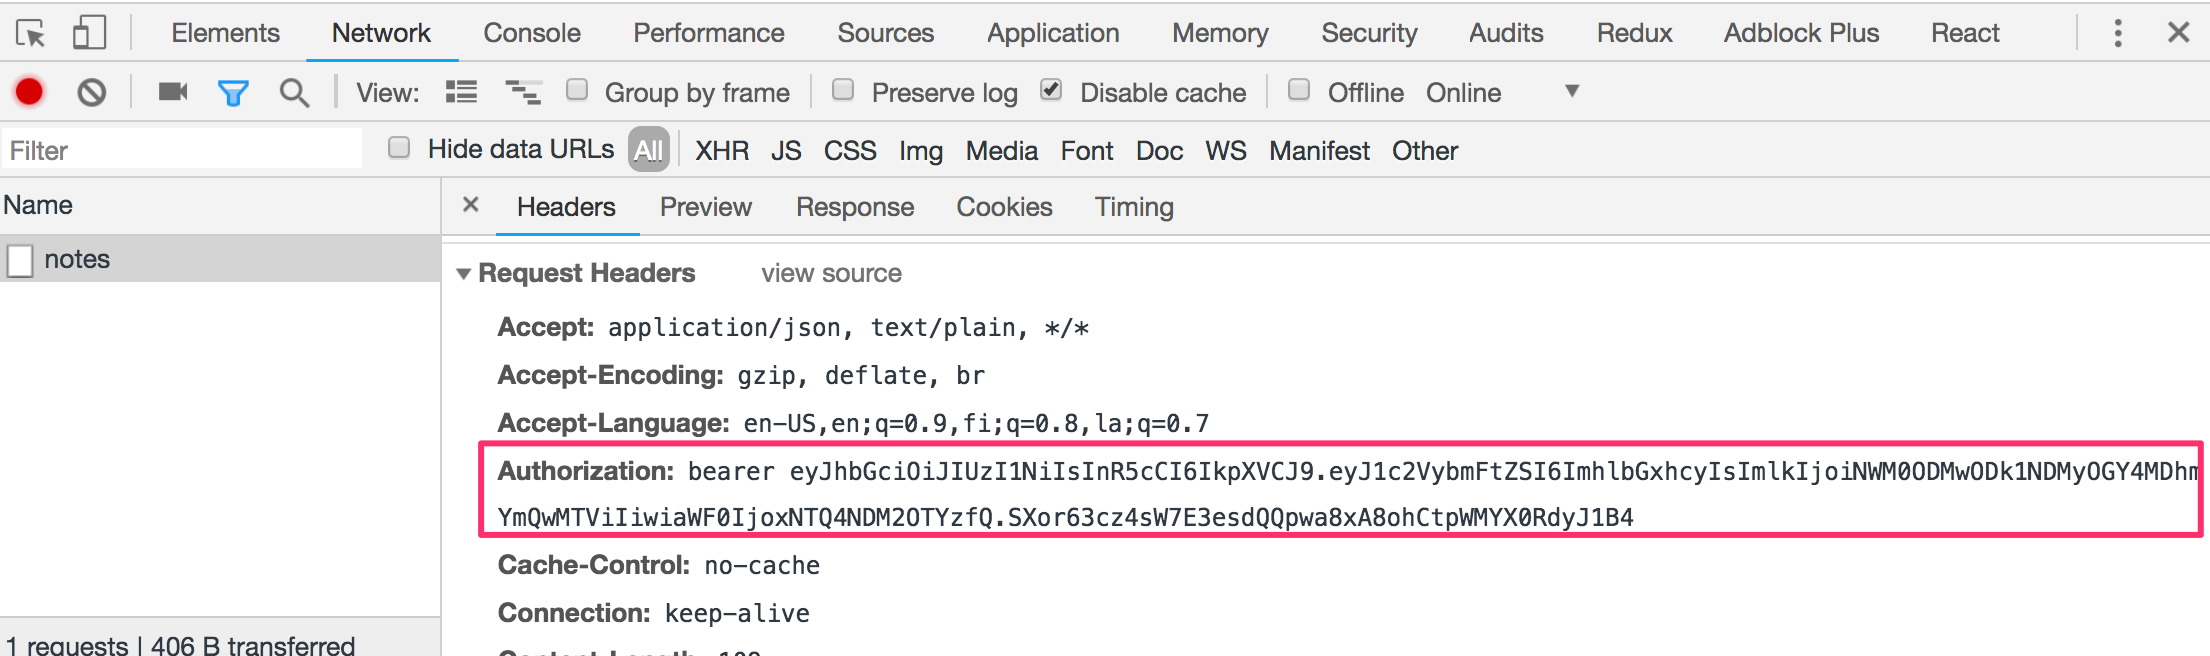 Elements Network Console Performance Sources Application Memory Security Audits Redux Adblock Plus React
View: Group by frame Preserve log Disable cache Offline Online
Filter Hide data URLs All XHR JS CSS Img Media Font Doc WS Manifest Other
Name
notes
1 requests | 406 B transferred
Headers Preview Response Cookies Timing
Request Headers view source
Accept: application/json, text/plain, */*
Accept-Encoding: gzip, deflate, br
Accept-Language: en-US,en;q=0.9,fi;q=0.8,la;q=0.7
Authorization: bearer eyJhbGciOiJIUzI1NiIsInR5cCI6IkpXVCJ9.eyJ1c2VybmFtZSI6ImhlbGxhcyIsImlkIjoiNWM0ODMwODk1NDMyOGY4MDhm
YmQwMTViIiwiaWF0IjoxNTQ4NDM2OTYzfQ.SXor63cz4sW7E3esdQQpwa8xA8ohCtpWMYX0RdyJ1B4
Cache-Control: no-cache
Connection: keep-alive
Content-Length: 109